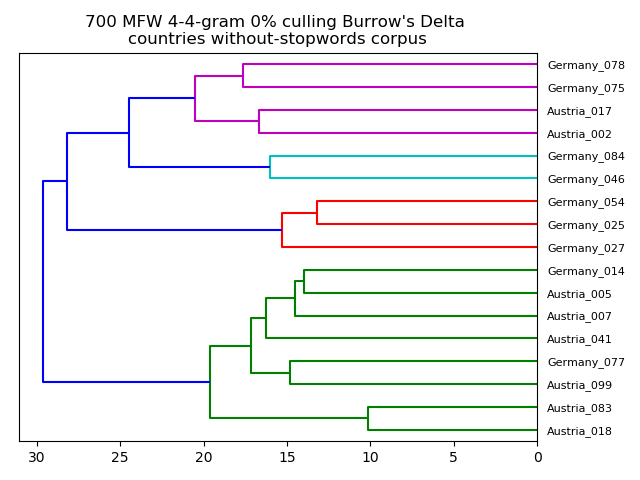 700 MFW 4-4-gram 0% culling Burrow's Delta
countries without-stopwords corpus
Germany_078
Germany_075
Austria_017
Austria_002
Germany_084
Germany_046
Germany_054
Germany_025
Germany_027
Germany_014
Austria_005
Austria_007
Austria_041
Germany_077
Austria_099
Austria_083
Austria_018
30 25 20 15 10 5 0